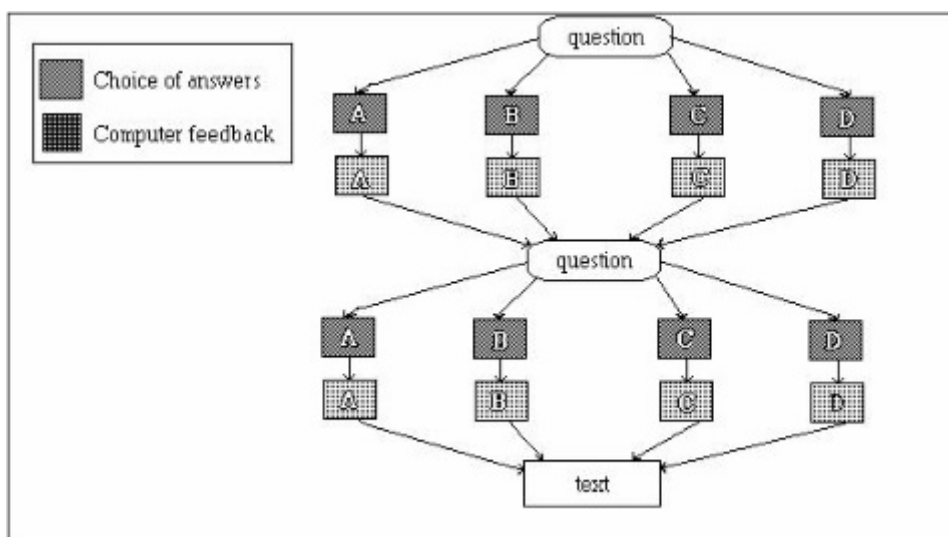 question
Choice of answers
Computer feedback
A B C D
A B C D
question
A B C D
A B C D
text